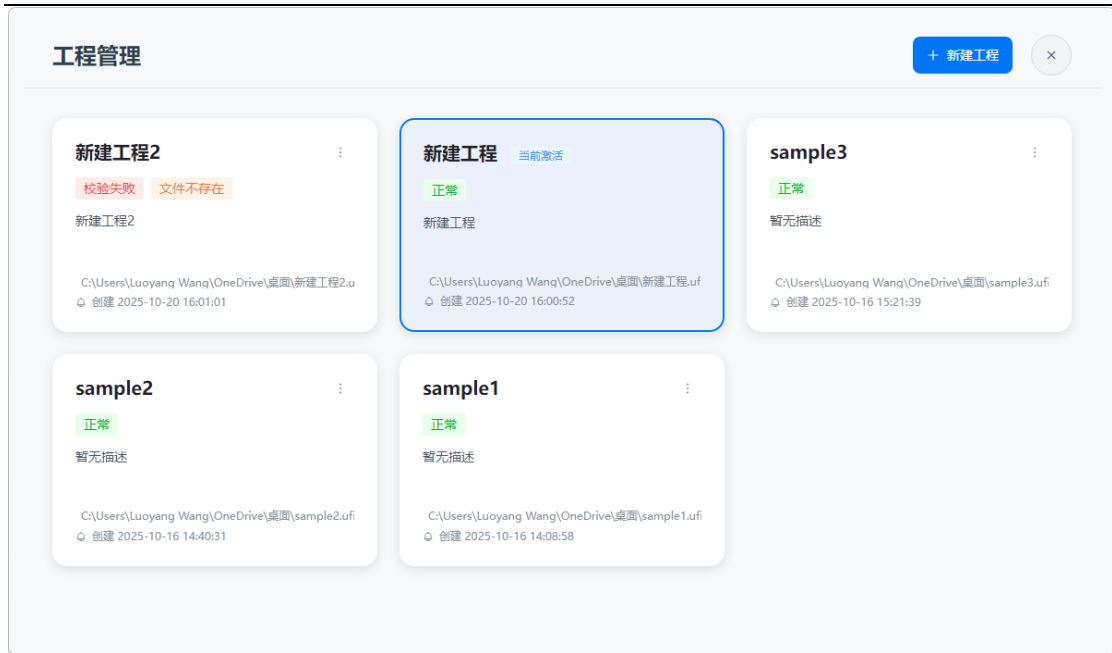 工程管理
+ 新建工程
新建工程2
校验失败 文件不存在
新建工程2
C:\Users\Luoyang Wang\OneDrive\桌面\新建工程2.u
创建 2025-10-20 16:01:01
新建工程 当前激活
正常
新建工程
C:\Users\Luoyang Wang\OneDrive\桌面\新建工程.uf
创建 2025-10-20 16:00:52
sample3
正常
暂无描述
C:\Users\Luoyang Wang\OneDrive\桌面\sample3.ufi
创建 2025-10-16 15:21:39
sample2
正常
暂无描述
C:\Users\Luoyang Wang\OneDrive\桌面\sample2.ufi
创建 2025-10-16 14:40:31
sample1
正常
暂无描述
C:\Users\Luoyang Wang\OneDrive\桌面\sample1.ufi
创建 2025-10-16 14:08:58